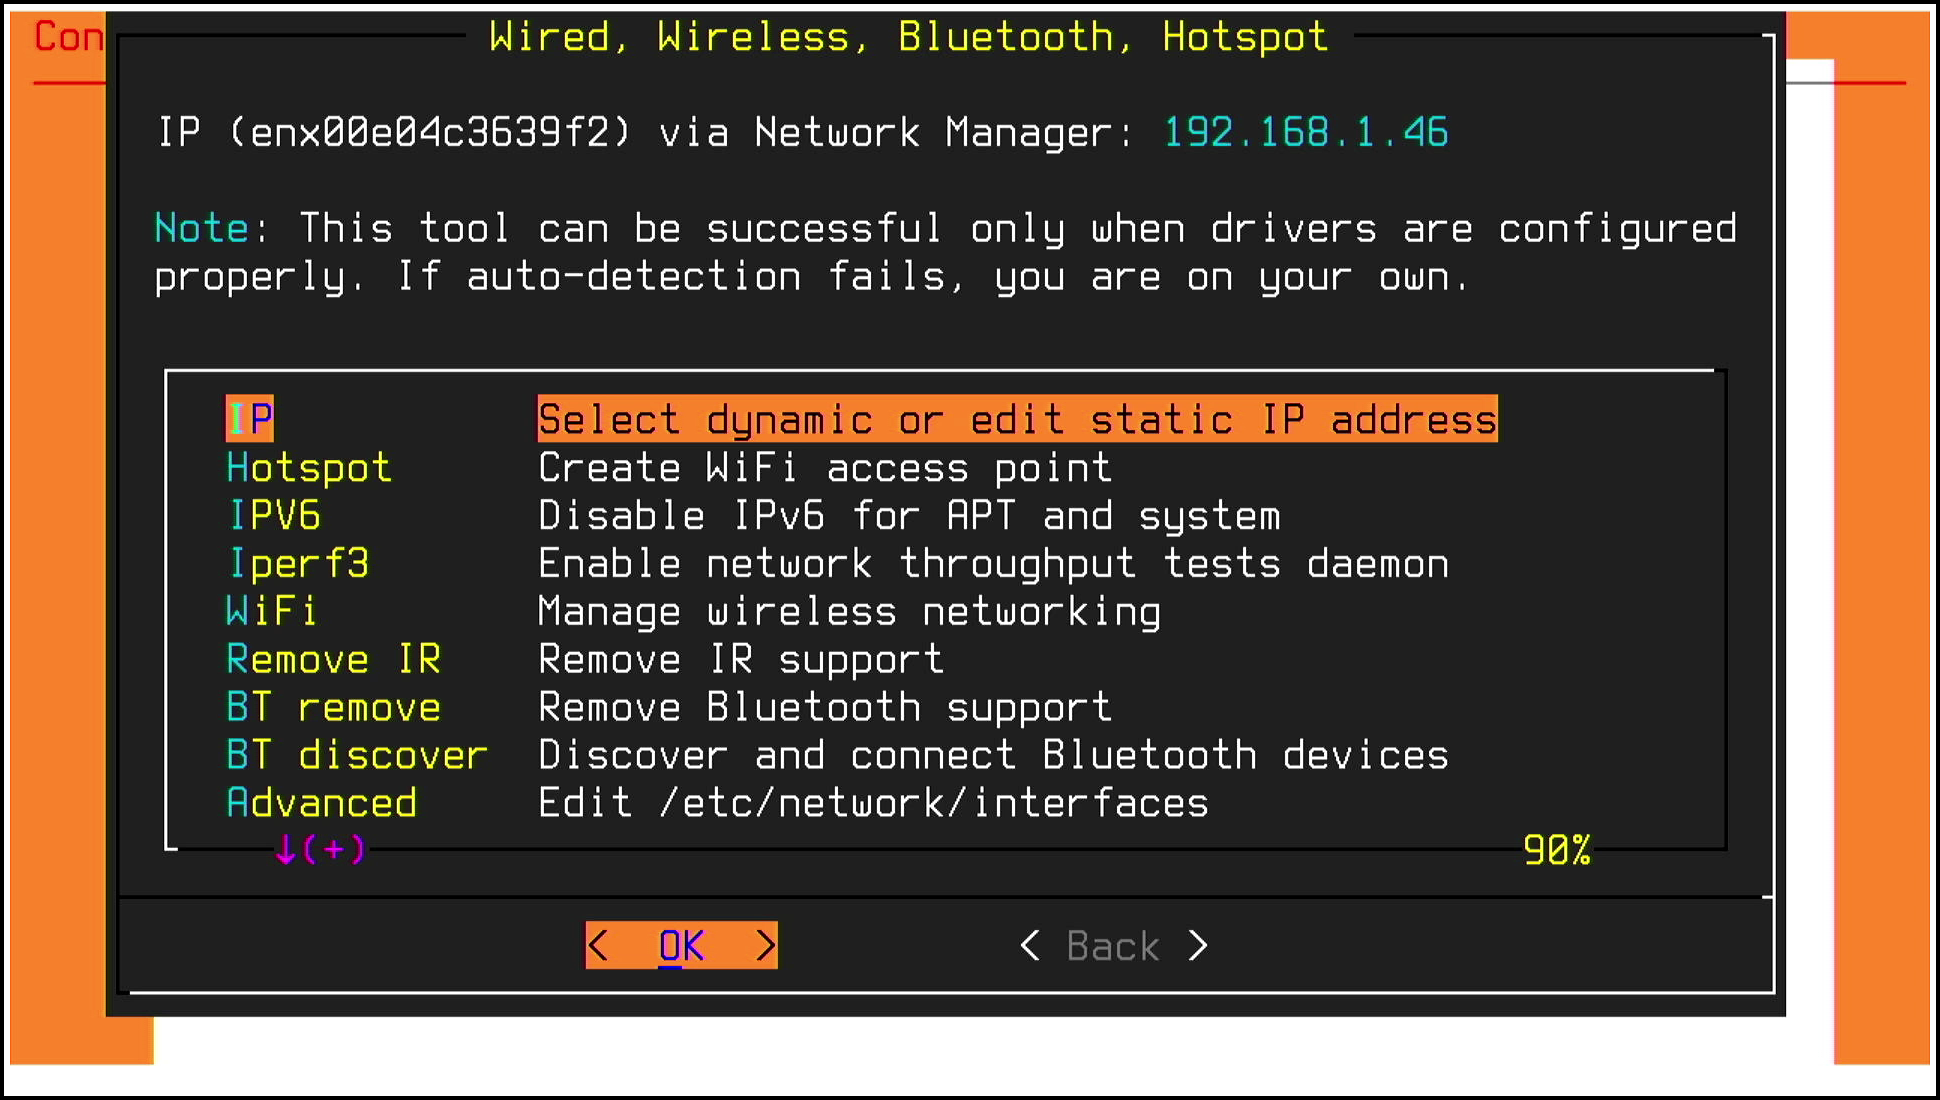 Con
Wired, Wireless, Bluetooth, Hotspot
IP (enx00e04c3639f2) via Network Manager: 192.168.1.46
Note: This tool can be successful only when drivers are configured
properly. If auto-detection fails, you are on your own.
IP Select dynamic or edit static IP address
Hotspot Create WiFi access point
IPV6 Disable IPv6 for APT and system
Iperf3 Enable network throughput tests daemon
WiFi Manage wireless networking
Remove IR Remove IR support
BT remove Remove Bluetooth support
BT discover Discover and connect Bluetooth devices
Advanced Edit /etc/network/interfaces
↓(+) 90%
< OK > < Back >